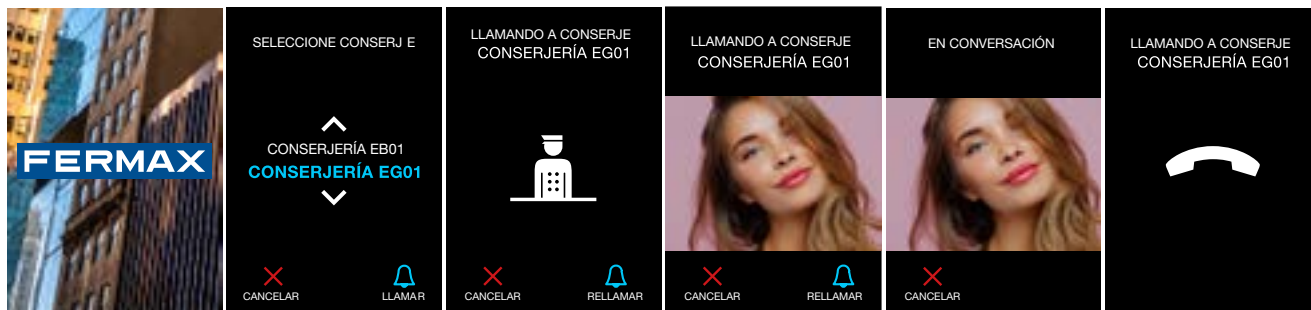 FERMAX
SELECCIONE CONSERJ E
CONSERJERÍA EB01
CONSERJERÍA EG01
CANCELAR
LLAMAR
LLAMANDO A CONSERJE
CONSERJERÍA EG01
CANCELAR
RELLAMAR
LLAMANDO A CONSERJE
CONSERJERÍA EG01
CANCELAR
RELLAMAR
EN CONVERSACIÓN
CANCELAR
LLAMANDO A CONSERJE
CONSERJERÍA EG01